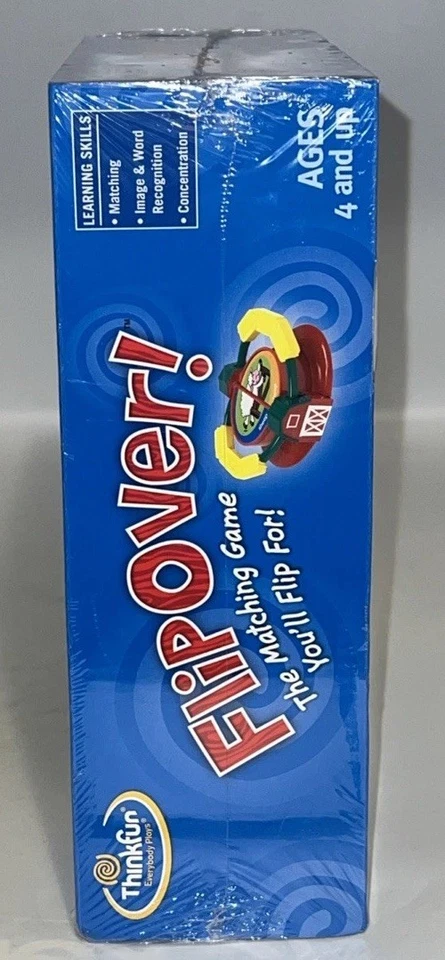 Thinkfun®
Everybody Plays®
FlipOver!™
The Matching Game
You'll Flip For!
LEARNING SKILLS
• Matching
• Image & Word
Recognition
• Concentration
AGES
4 and up